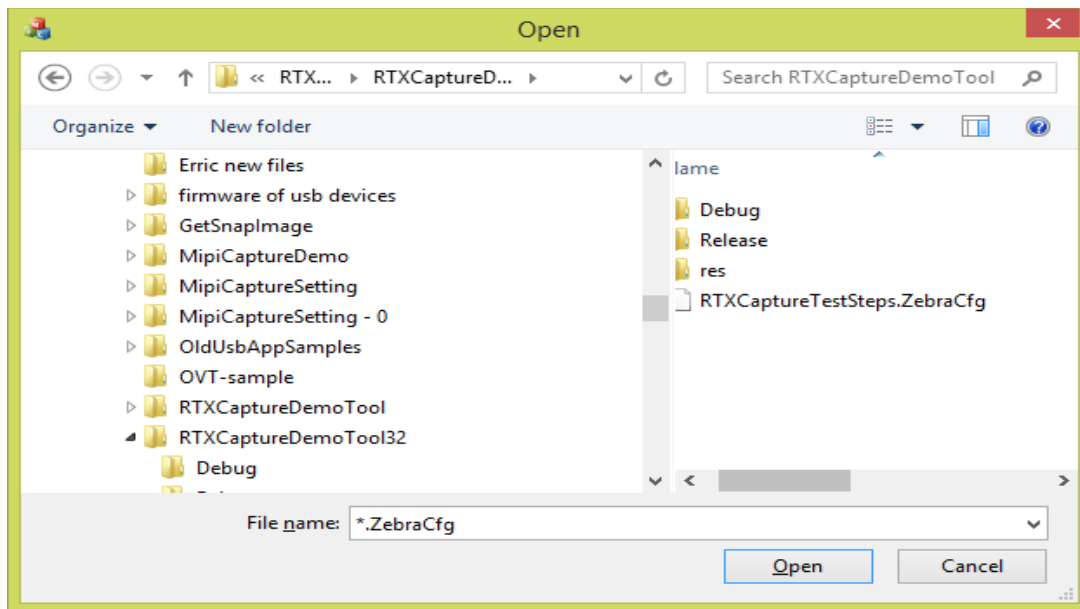 Open
« RTX... RTXCaptureD...
Search RTXCaptureDemoTool
Organize
New folder
Erric new files
firmware of usb devices
GetSnapImage
MipiCaptureDemo
MipiCaptureSetting
MipiCaptureSetting - 0
OldUsbAppSamples
OVT-sample
RTXCaptureDemoTool
RTXCaptureDemoTool32
Debug
lame
Debug
Release
res
RTXCaptureTestSteps.ZebraCfg
File name: *.ZebraCfg
Open
Cancel